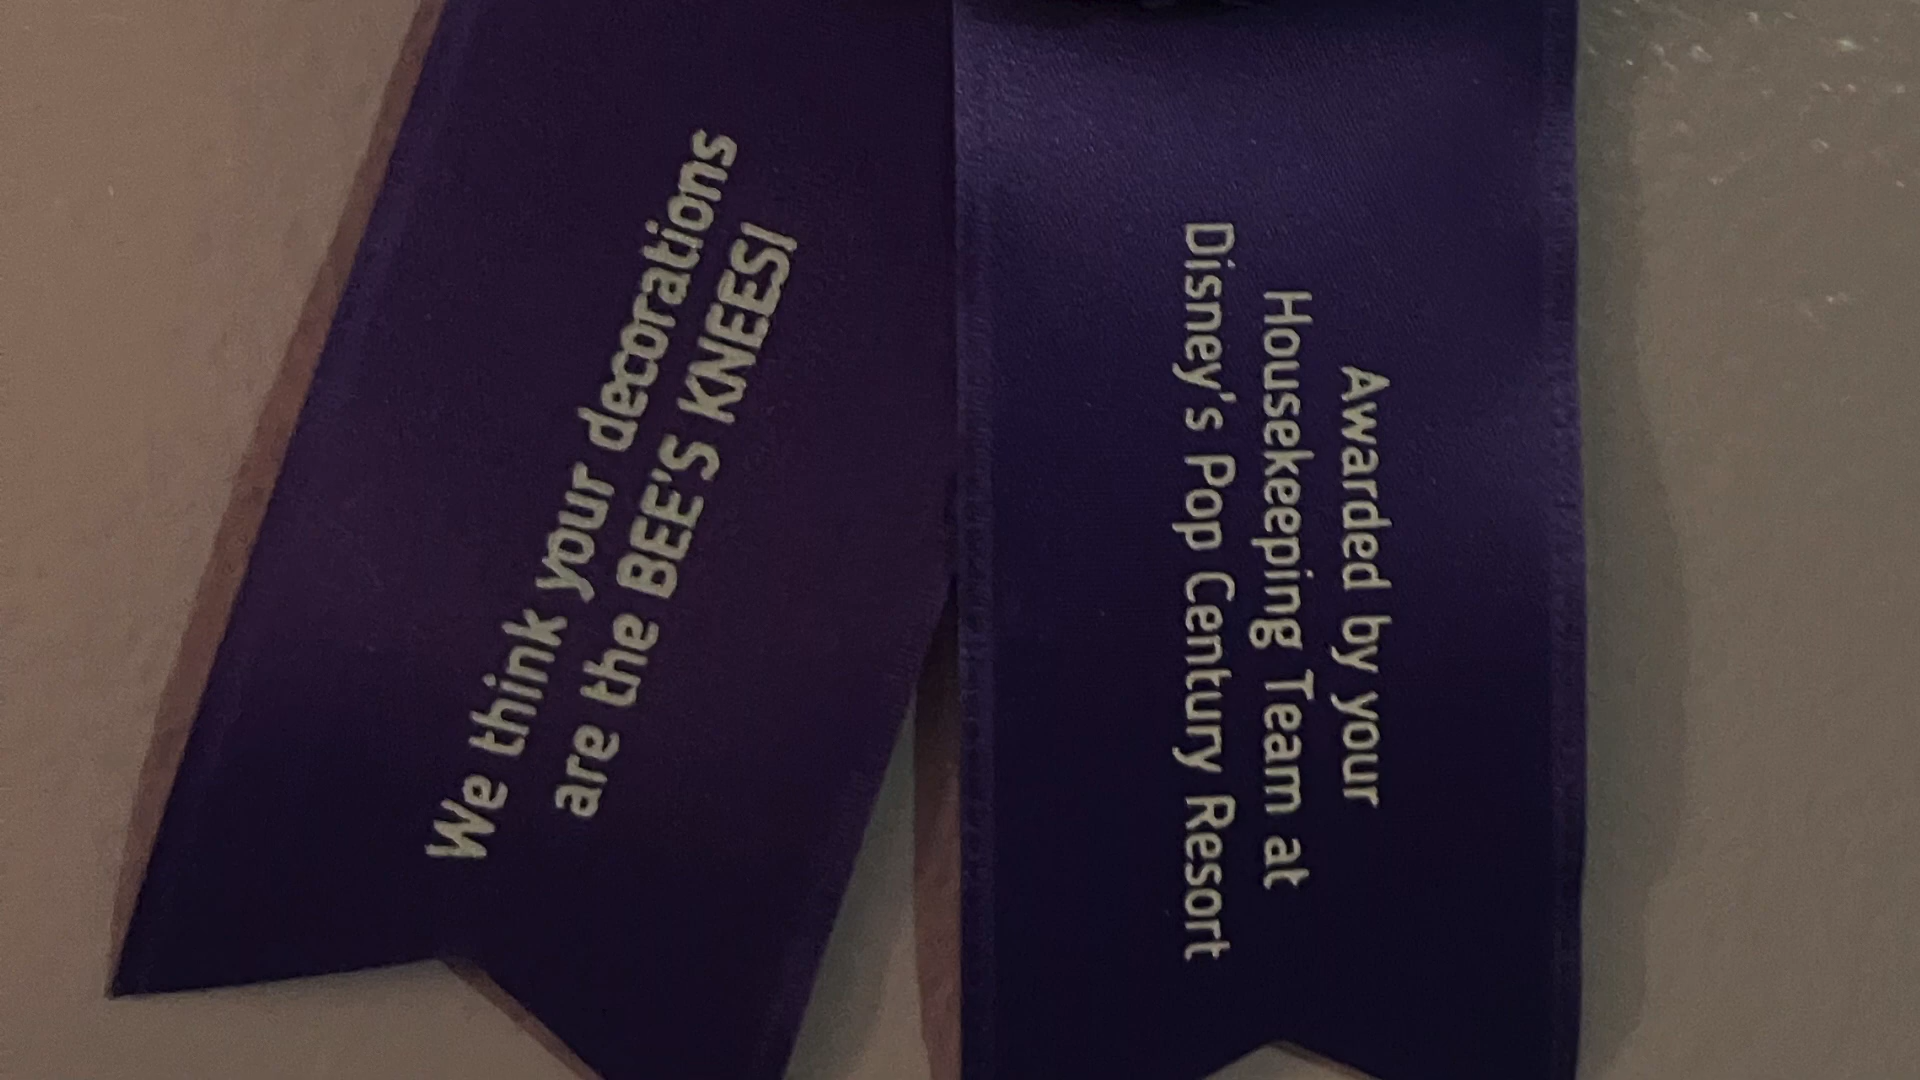 We think your decorations
are the BEE'S KNEES!
Awarded by your
Housekeeping Team at
Disney's Pop Century Resort